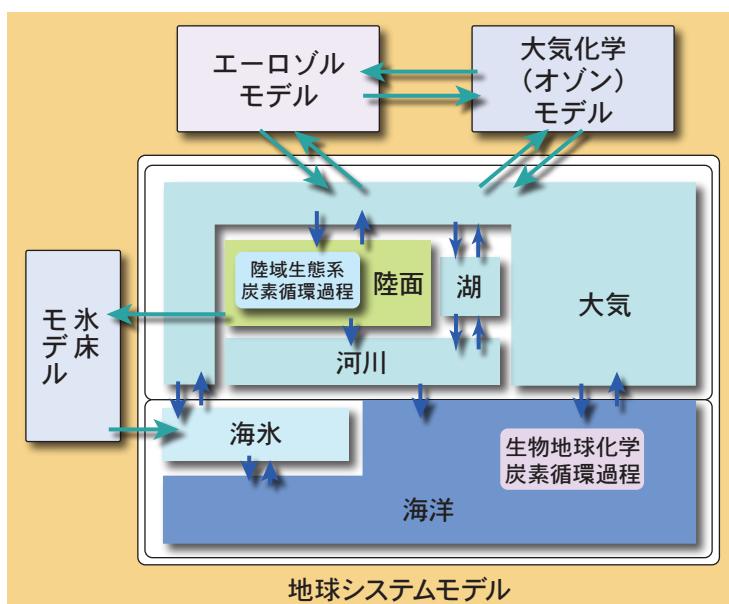 エーロゾル
モデル
大気化学
(オゾン)
モデル
陸域生態系
炭素循環過程
陸面
湖
大気
氷床
モデル
河川
海氷
生物地球化学
炭素循環過程
海洋
地球システムモデル